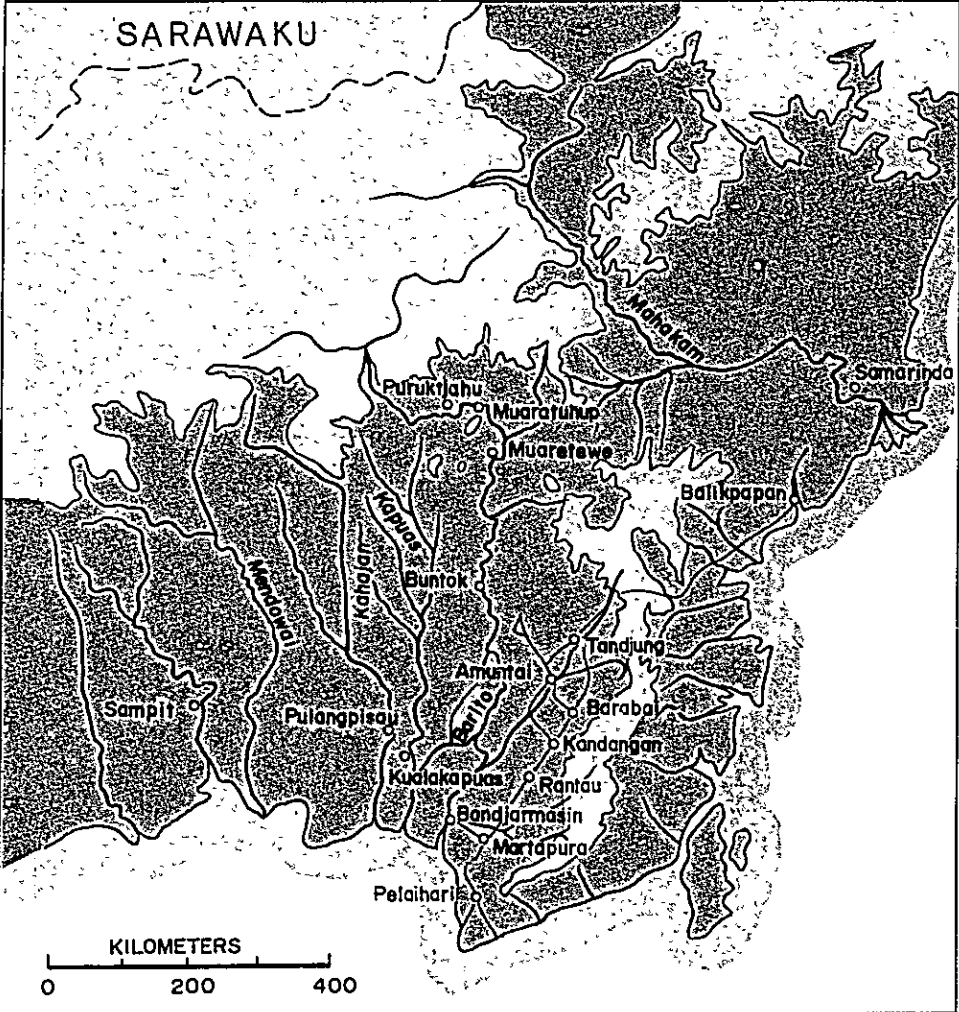 SARAWAKU
Mahakam
Samarinda
Puruktjahu
Muaratuhup
Muaretewe
Balikpapan
Kapuas
Kahajan
Buntok
Mendawai
Tandjung
Amuntai
Barabai
Sampit
Barito
Pulangpisau
Kandangan
Kualakapuas
Rantau
Bandjarmasin
Martapura
Pelaihari
KILOMETERS
0 200 400